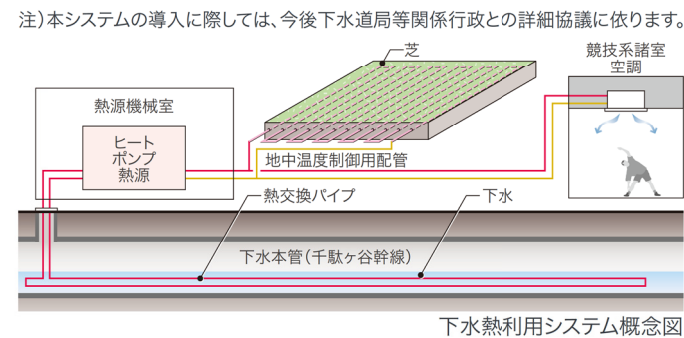 注）本システムの導入に際しては、今後下水道局等関係行政との詳細協議に依ります。
芝
競技系諸室
空調
熱源機械室
ヒート
ポンプ
熱源
地中温度制御用配管
熱交換パイプ
下水
下水本管（千駄ヶ谷幹線）
下水熱利用システム概念図